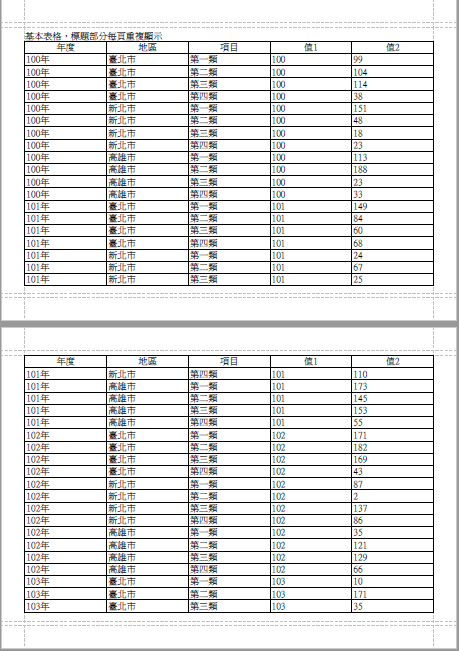 基本表格，標題部分每頁重複顯示
年度 地區 項目 值1 值2
100年 臺北市 第一類 100 99
100年 臺北市 第二類 100 104
100年 臺北市 第三類 100 114
100年 臺北市 第四類 100 38
100年 新北市 第一類 100 151
100年 新北市 第二類 100 48
100年 新北市 第三類 100 18
100年 新北市 第四類 100 23
100年 高雄市 第一類 100 113
100年 高雄市 第二類 100 188
100年 高雄市 第三類 100 23
100年 高雄市 第四類 100 33
101年 臺北市 第一類 101 149
101年 臺北市 第二類 101 84
101年 臺北市 第三類 101 60
101年 臺北市 第四類 101 68
101年 新北市 第一類 101 24
101年 新北市 第二類 101 67
101年 新北市 第三類 101 25
年度 地區 項目 值1 值2
101年 新北市 第四類 101 110
101年 高雄市 第一類 101 173
101年 高雄市 第二類 101 145
101年 高雄市 第三類 101 153
101年 高雄市 第四類 101 55
102年 臺北市 第一類 102 171
102年 臺北市 第二類 102 182
102年 臺北市 第三類 102 169
102年 臺北市 第四類 102 43
102年 新北市 第一類 102 87
102年 新北市 第二類 102 2
102年 新北市 第三類 102 137
102年 新北市 第四類 102 86
102年 高雄市 第一類 102 35
102年 高雄市 第二類 102 121
102年 高雄市 第三類 102 129
102年 高雄市 第四類 102 66
103年 臺北市 第一類 103 10
103年 臺北市 第二類 103 171
103年 臺北市 第三類 103 35